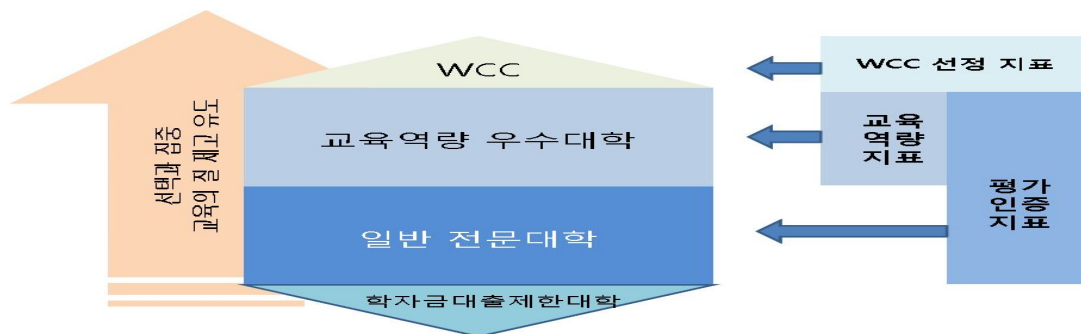 선택과 집중
교육의 질 제고 유도
WCC
교육역량 우수대학
일반 전문대학
학자금대출제한대학
WCC 선정 지표
교육
역량
지표
평가
인증
지표